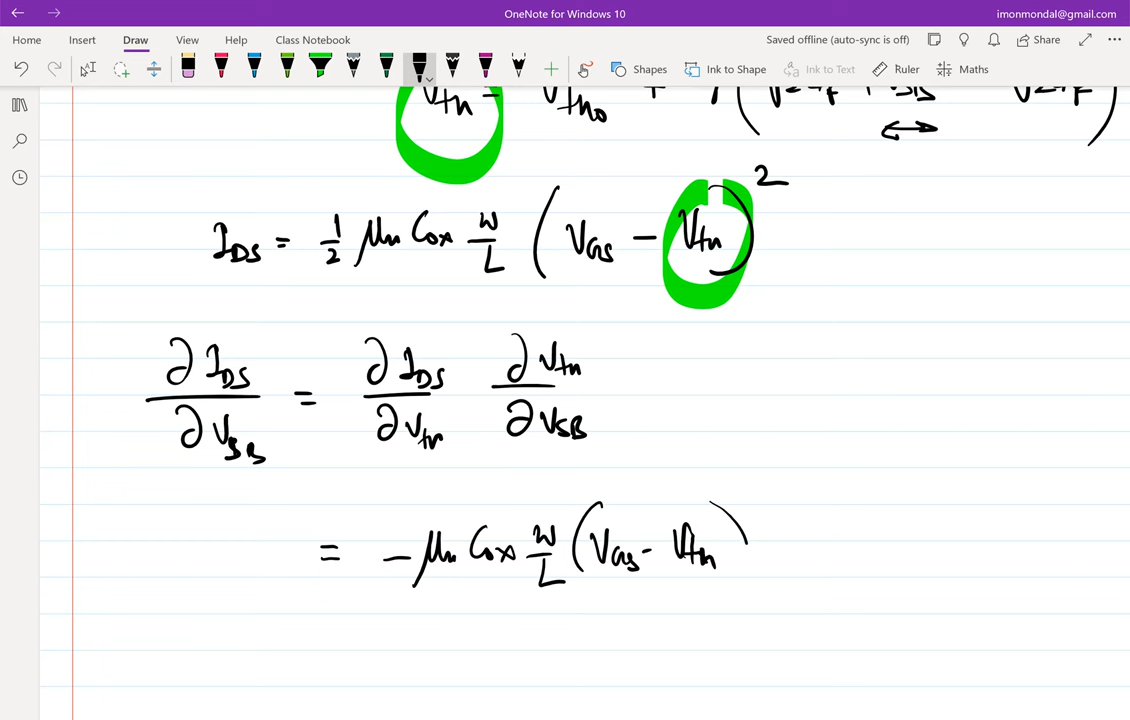 OneNote for Windows 10
imonmondal@gmail.com
Home Insert Draw View Help Class Notebook Saved offline (auto-sync is off) Share
Shapes Ink to Shape Ink to Text Ruler Maths
Vtn = Vtno +
IDS = 1/2 μn Cox W/L (VGS − Vtn)²
∂IDS/∂VSB = ∂IDS/∂Vtn ∂Vtn/∂VSB
= − μn Cox W/L (VGS − Vtn)